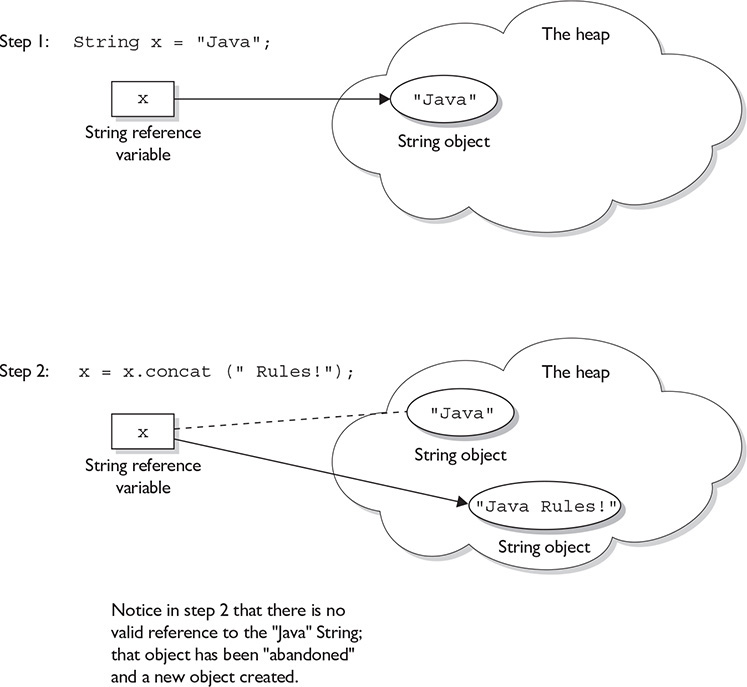 Step 1: String x = "Java";
The heap
x
"Java"
String reference
variable
String object
Step 2: x = x.concat (" Rules!");
The heap
x
"Java"
String reference
variable
String object
"Java Rules!"
String object
Notice in step 2 that there is no
valid reference to the "Java" String;
that object has been "abandoned"
and a new object created.